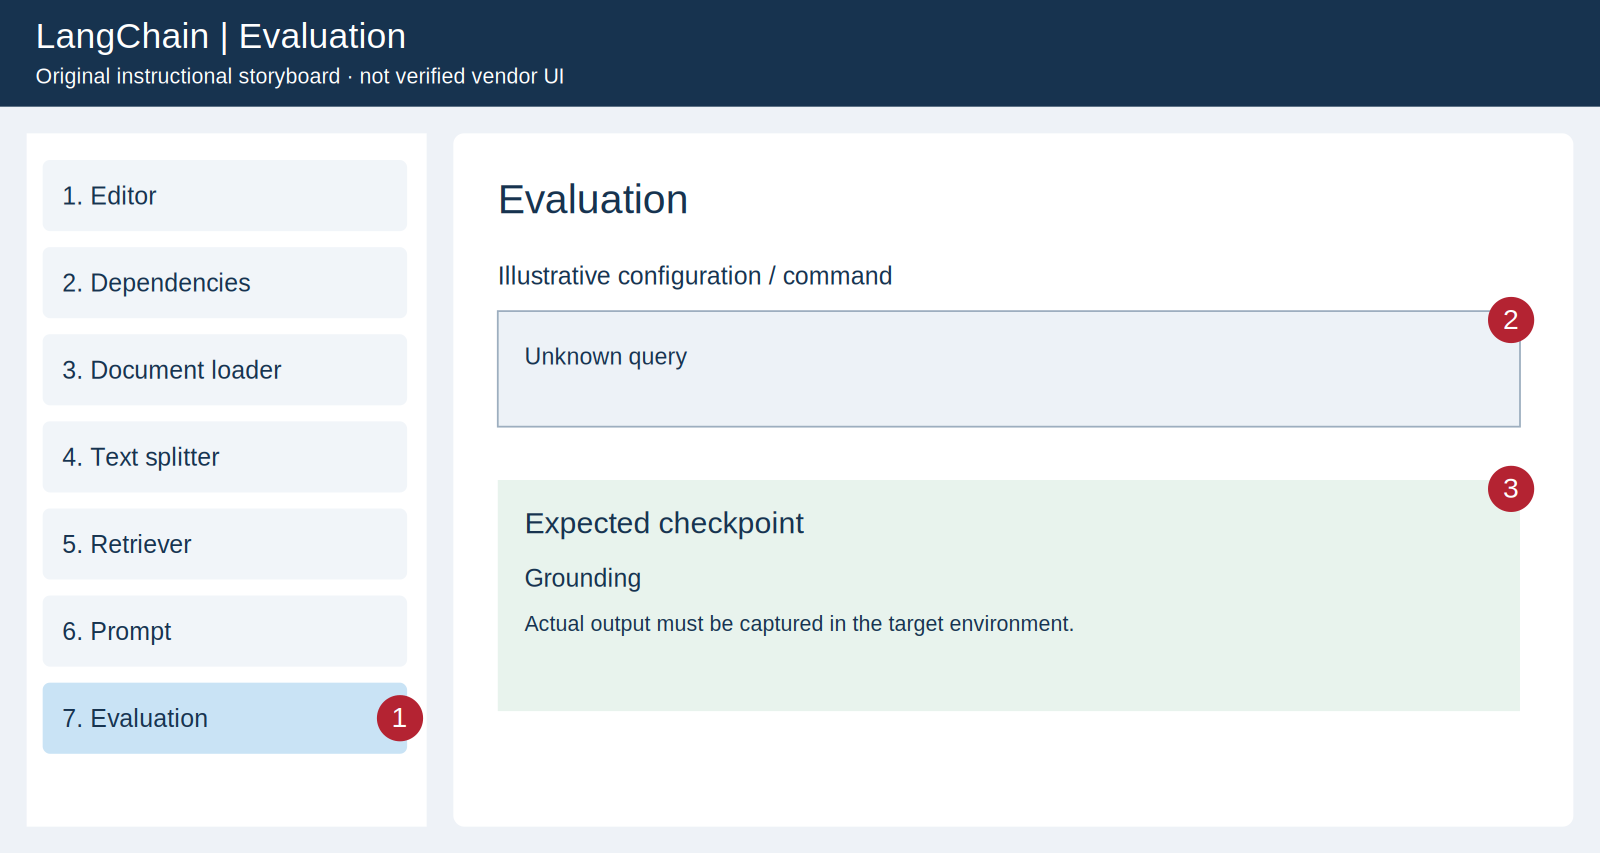 LangChain | Evaluation
Original instructional storyboard · not verified vendor UI
1. Editor
2. Dependencies
3. Document loader
4. Text splitter
5. Retriever
6. Prompt
7. Evaluation
1
Evaluation
Illustrative configuration / command
2
Unknown query
3
Expected checkpoint
Grounding
Actual output must be captured in the target environment.